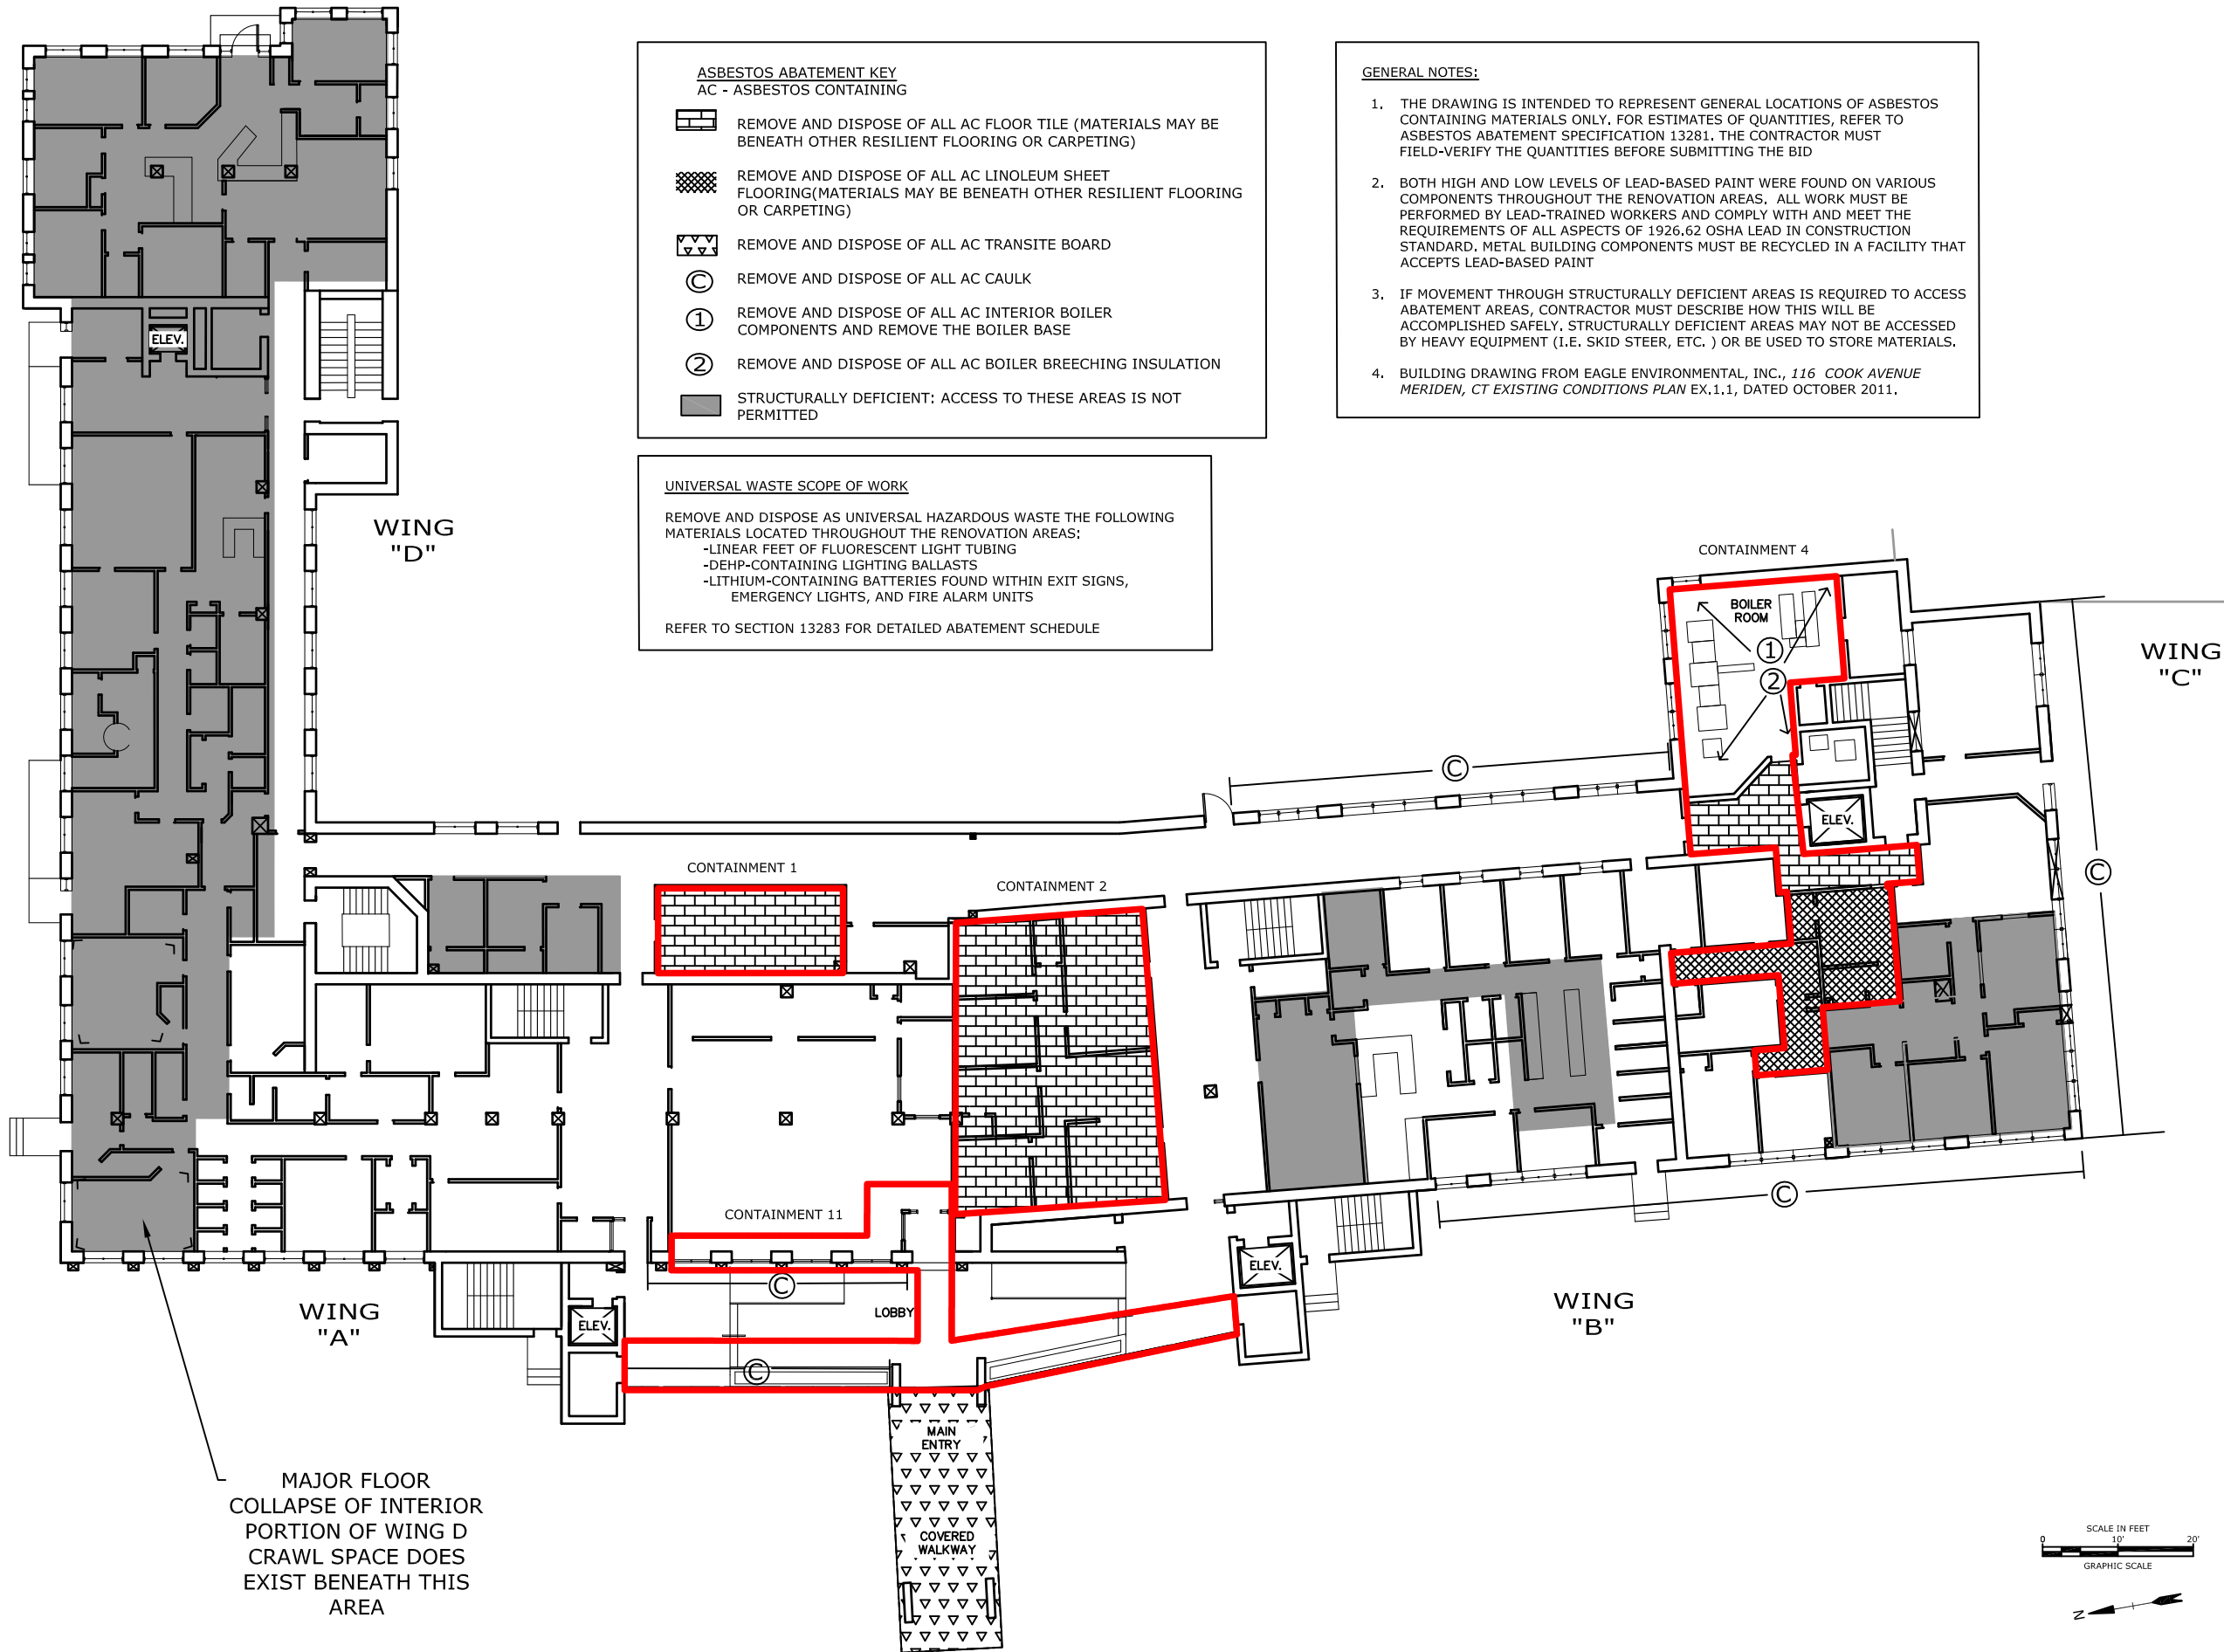 ASBESTOS ABATEMENT KEY
AC - ASBESTOS CONTAINING
REMOVE AND DISPOSE OF ALL AC FLOOR TILE (MATERIALS MAY BE
BENEATH OTHER RESILIENT FLOORING OR CARPETING)
REMOVE AND DISPOSE OF ALL AC LINOLEUM SHEET
FLOORING(MATERIALS MAY BE BENEATH OTHER RESILIENT FLOORING
OR CARPETING)
REMOVE AND DISPOSE OF ALL AC TRANSITE BOARD
C REMOVE AND DISPOSE OF ALL AC CAULK
1 REMOVE AND DISPOSE OF ALL AC INTERIOR BOILER
COMPONENTS AND REMOVE THE BOILER BASE
2 REMOVE AND DISPOSE OF ALL AC BOILER BREECHING INSULATION
STRUCTURALLY DEFICIENT: ACCESS TO THESE AREAS IS NOT
PERMITTED
GENERAL NOTES:
1. THE DRAWING IS INTENDED TO REPRESENT GENERAL LOCATIONS OF ASBESTOS
CONTAINING MATERIALS ONLY. FOR ESTIMATES OF QUANTITIES, REFER TO
ASBESTOS ABATEMENT SPECIFICATION 13281. THE CONTRACTOR MUST
FIELD-VERIFY THE QUANTITIES BEFORE SUBMITTING THE BID
2. BOTH HIGH AND LOW LEVELS OF LEAD-BASED PAINT WERE FOUND ON VARIOUS
COMPONENTS THROUGHOUT THE RENOVATION AREAS. ALL WORK MUST BE
PERFORMED BY LEAD-TRAINED WORKERS AND COMPLY WITH AND MEET THE
REQUIREMENTS OF ALL ASPECTS OF 1926.62 OSHA LEAD IN CONSTRUCTION
STANDARD. METAL BUILDING COMPONENTS MUST BE RECYCLED IN A FACILITY THAT
ACCEPTS LEAD-BASED PAINT
3. IF MOVEMENT THROUGH STRUCTURALLY DEFICIENT AREAS IS REQUIRED TO ACCESS
ABATEMENT AREAS, CONTRACTOR MUST DESCRIBE HOW THIS WILL BE
ACCOMPLISHED SAFELY. STRUCTURALLY DEFICIENT AREAS MAY NOT BE ACCESSED
BY HEAVY EQUIPMENT (I.E. SKID STEER, ETC. ) OR BE USED TO STORE MATERIALS.
4. BUILDING DRAWING FROM EAGLE ENVIRONMENTAL, INC., 116 COOK AVENUE
MERIDEN, CT EXISTING CONDITIONS PLAN EX.1.1, DATED OCTOBER 2011.
UNIVERSAL WASTE SCOPE OF WORK
REMOVE AND DISPOSE AS UNIVERSAL HAZARDOUS WASTE THE FOLLOWING
MATERIALS LOCATED THROUGHOUT THE RENOVATION AREAS:
-LINEAR FEET OF FLUORESCENT LIGHT TUBING
-DEHP-CONTAINING LIGHTING BALLASTS
-LITHIUM-CONTAINING BATTERIES FOUND WITHIN EXIT SIGNS,
EMERGENCY LIGHTS, AND FIRE ALARM UNITS
REFER TO SECTION 13283 FOR DETAILED ABATEMENT SCHEDULE
ELEV.
WING
"D"
CONTAINMENT 4
BOILER
ROOM
1
2
WING
"C"
C
ELEV.
C
CONTAINMENT 1
CONTAINMENT 2
CONTAINMENT 11
C
C
LOBBY
ELEV.
ELEV.
WING
"A"
WING
"B"
C
MAIN
ENTRY
COVERED
WALKWAY
MAJOR FLOOR
COLLAPSE OF INTERIOR
PORTION OF WING D
CRAWL SPACE DOES
EXIST BENEATH THIS
AREA
SCALE IN FEET
0 10' 20'
GRAPHIC SCALE
N